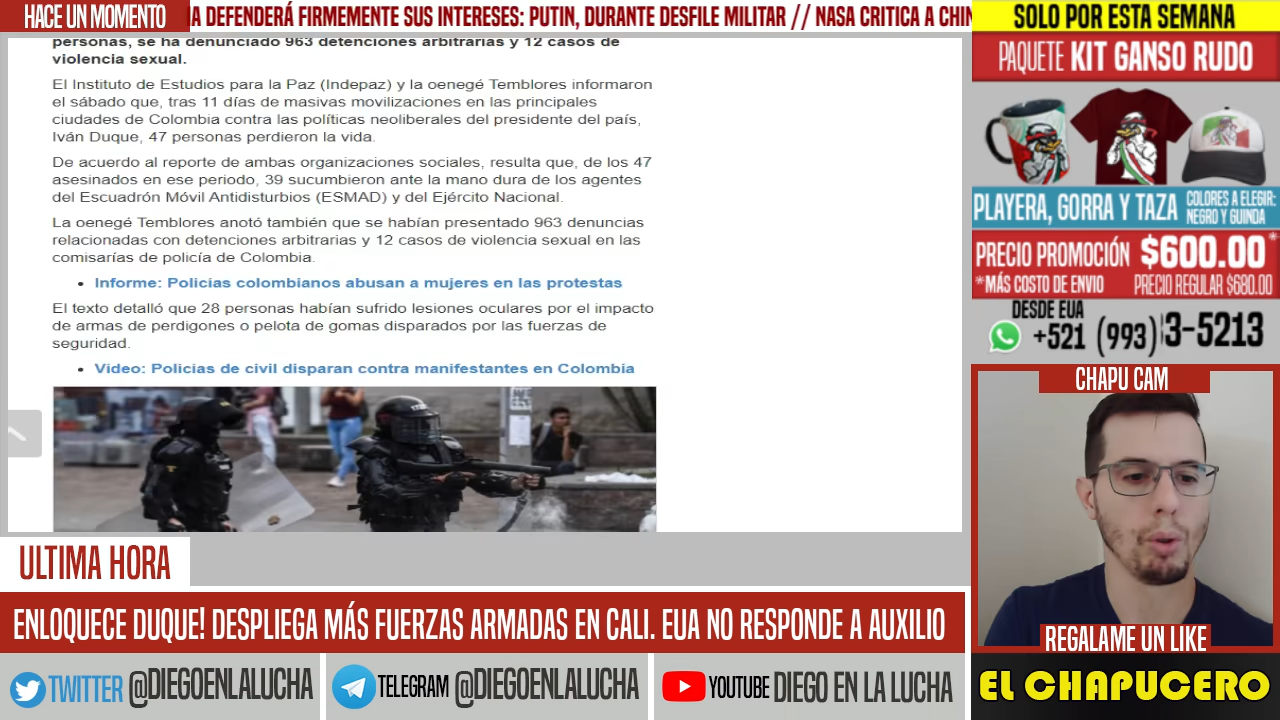 HACE UN MOMENTO
A DEFENDERÁ FIRMEMENTE SUS INTERESES: PUTIN, DURANTE DESFILE MILITAR // NASA CRITICA A CHIN
personas, se ha denunciado 963 detenciones arbitrarias y 12 casos de
violencia sexual.
El Instituto de Estudios para la Paz (Indepaz) y la oenegé Temblores informaron
el sábado que, tras 11 días de masivas movilizaciones en las principales
ciudades de Colombia contra las políticas neoliberales del presidente del país,
Iván Duque, 47 personas perdieron la vida.
De acuerdo al reporte de ambas organizaciones sociales, resulta que, de los 47
asesinados en ese periodo, 39 sucumbieron ante la mano dura de los agentes
del Escuadrón Móvil Antidisturbios (ESMAD) y del Ejército Nacional.
La oenegé Temblores anotó también que se habían presentado 963 denuncias
relacionadas con detenciones arbitrarias y 12 casos de violencia sexual en las
comisarías de policía de Colombia.
• Informe: Policías colombianos abusan a mujeres en las protestas
El texto detalló que 28 personas habían sufrido lesiones oculares por el impacto
de armas de perdigones o pelota de gomas disparados por las fuerzas de
seguridad.
• Vídeo: Policías de civil disparan contra manifestantes en Colombia
SOLO POR ESTA SEMANA
PAQUETE KIT GANSO RUDO
PLAYERA, GORRA Y TAZA
COLORES A ELEGIR:
NEGRO Y GUINDA
PRECIO PROMOCIÓN $600.00*
*MÁS COSTO DE ENVIO
PRECIO REGULAR $680.00
DESDE EUA
+521 (993) 3-5213
CHAPU CAM
REGALAME UN LIKE
EL CHAPUCERO
ULTIMA HORA
ENLOQUECE DUQUE! DESPLIEGA MÁS FUERZAS ARMADAS EN CALI. EUA NO RESPONDE A AUXILIO
TWITTER @DIEGOENLALUCHA
TELEGRAM @DIEGOENLALUCHA
YOUTUBE DIEGO EN LA LUCHA